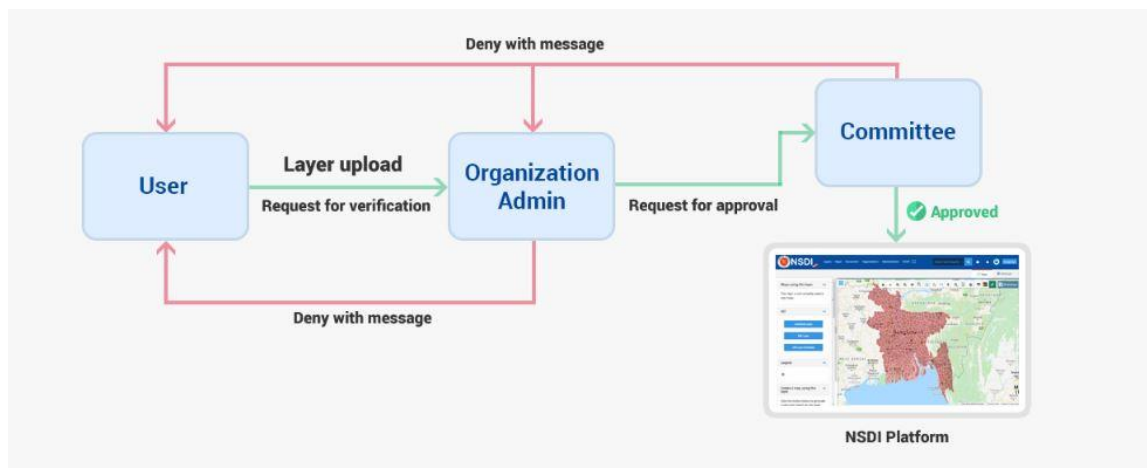 Deny with message
Committee
User
Layer upload
Request for verification
Organization
Admin
Request for approval
Approved
NSDI
Deny with message
NSDI Platform